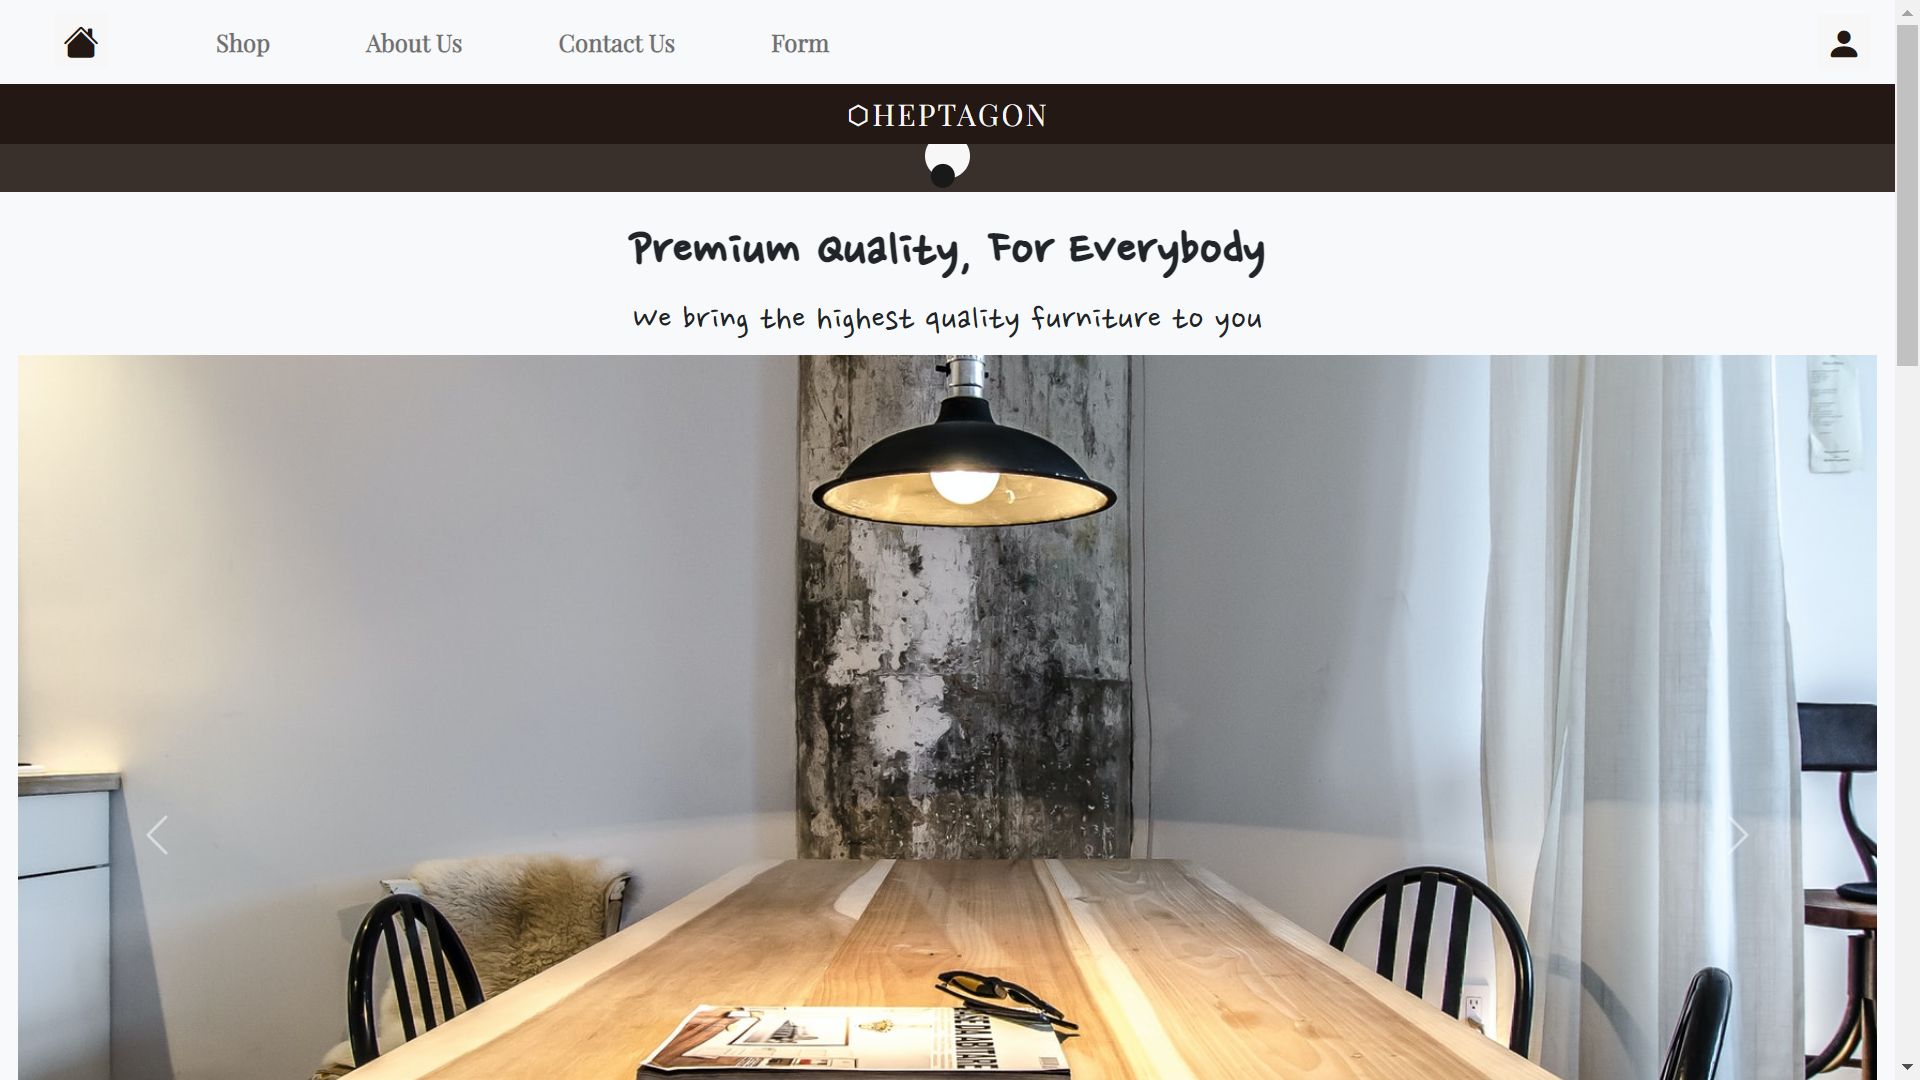 Shop
About Us
Contact Us
Form
HEPTAGON
Premium Quality, For Everybody
We bring the highest quality furniture to you